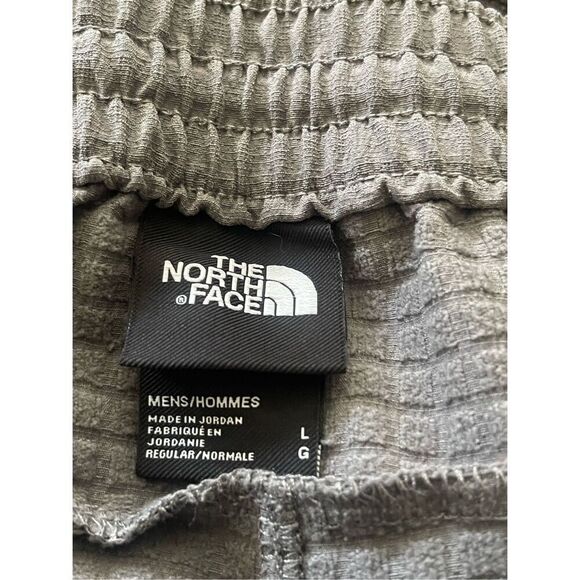 THE
NORTH
®FACE
MENS/HOMMES
MADE IN JORDAN
FABRIQUÉ EN
JORDANIE
REGULAR/NORMALE
L
G